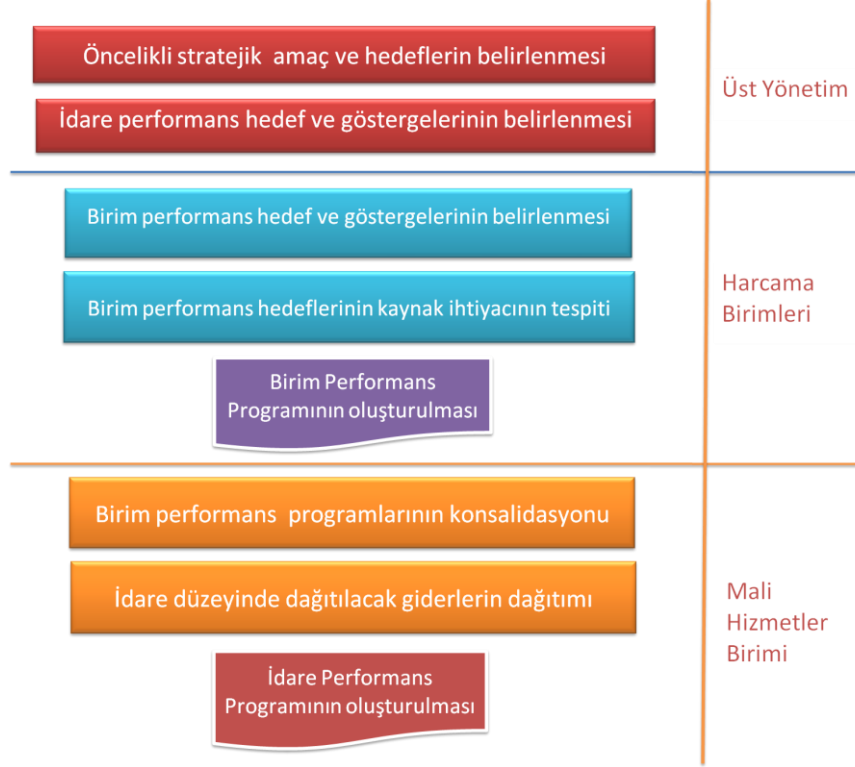 Öncelikli stratejik amaç ve hedeflerin belirlenmesi
İdare performans hedef ve göstergelerinin belirlenmesi
Üst Yönetim
Birim performans hedef ve göstergelerinin belirlenmesi
Birim performans hedeflerinin kaynak ihtiyacının tespiti
Birim Performans
Programının oluşturulması
Harcama
Birimleri
Birim performans programlarının konsalidasyonu
İdare düzeyinde dağıtılacak giderlerin dağıtımı
İdare Performans
Programının oluşturulması
Mali
Hizmetler
Birimi